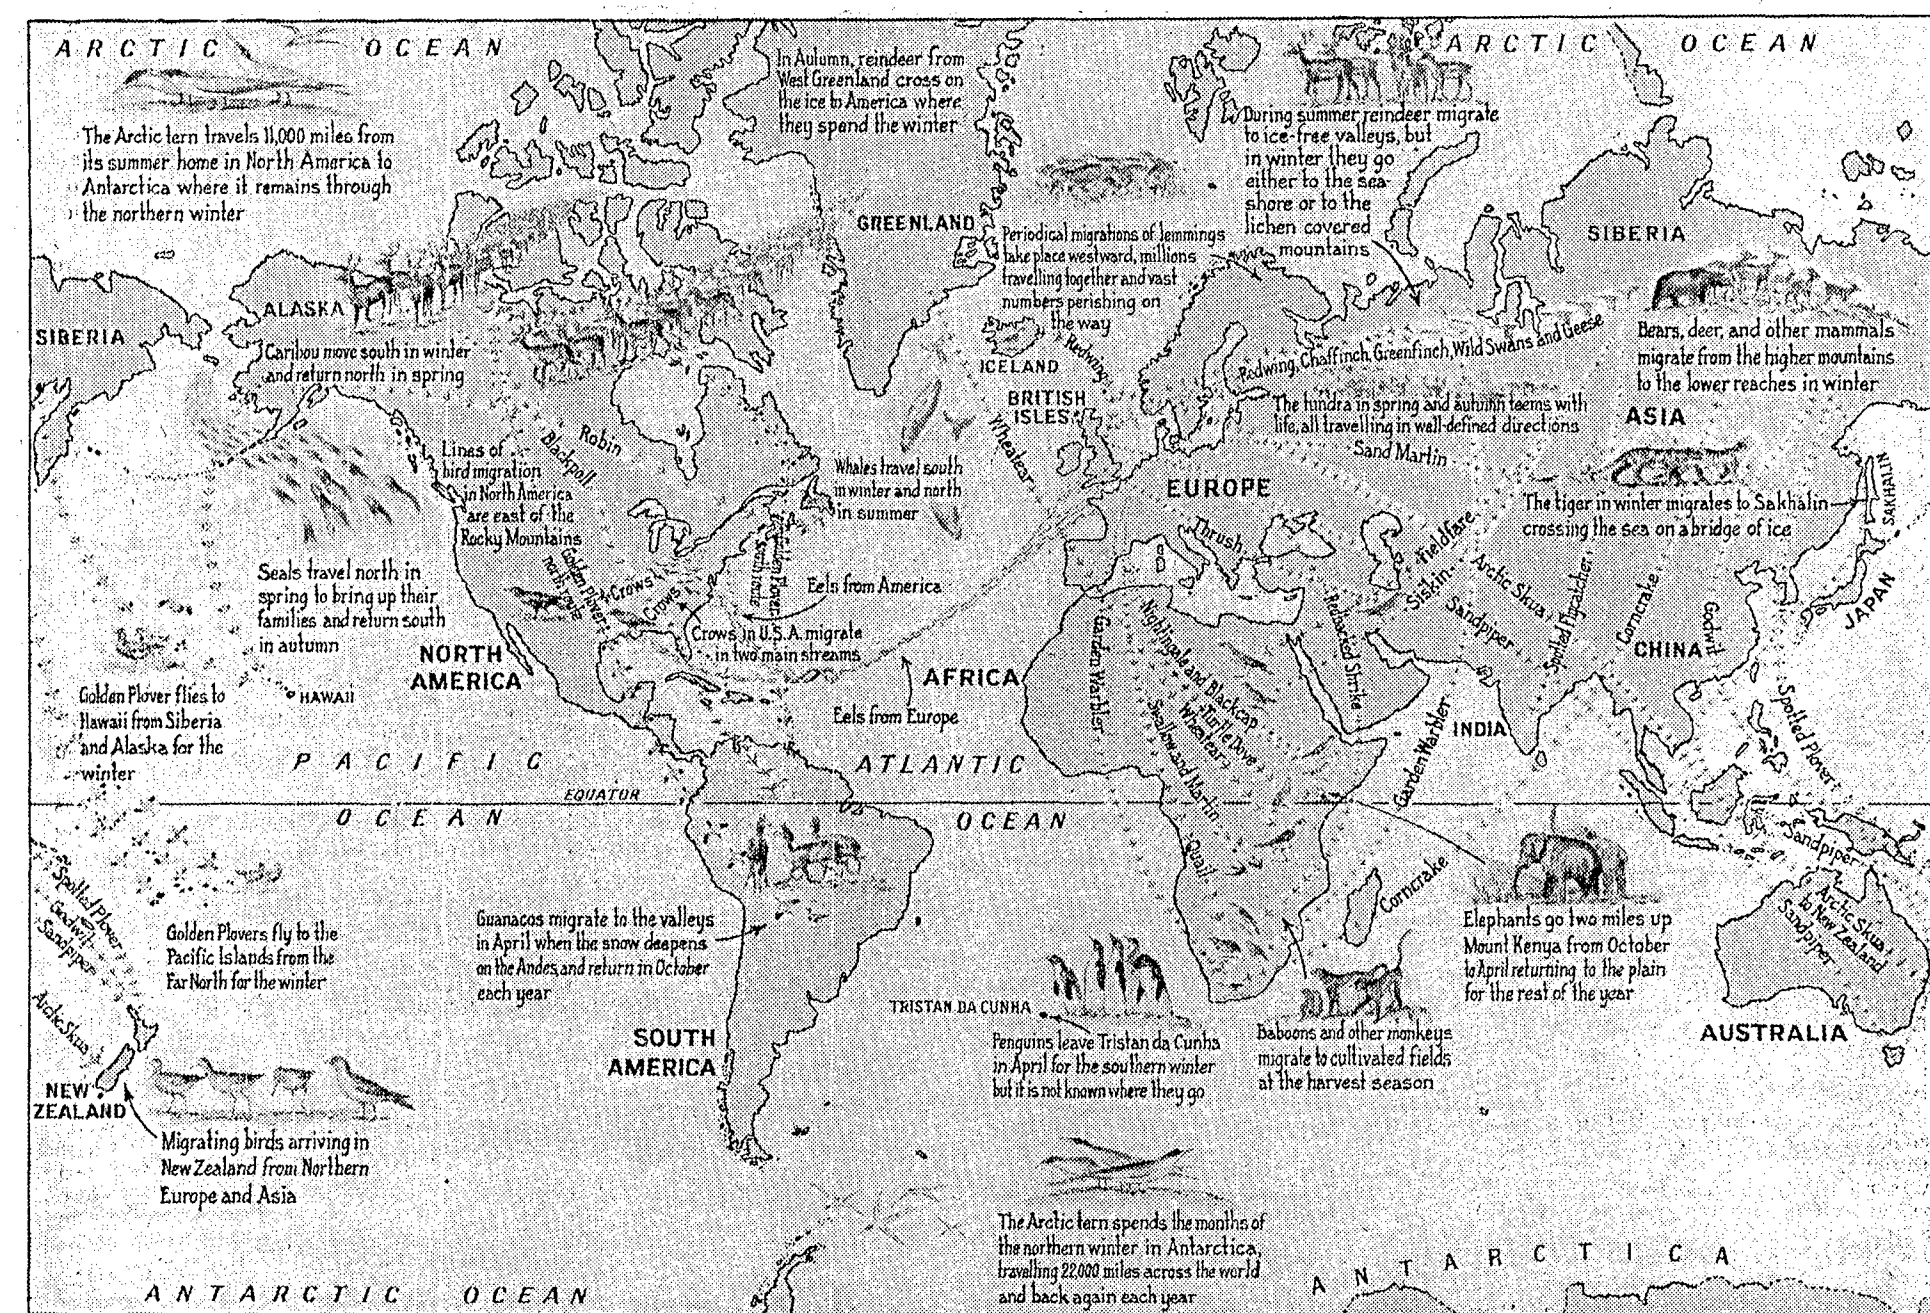 ARCTIC OCEAN
ARCTIC OCEAN
The Arctic tern travels 11,000 miles from
its summer home in North America to
Antarctica where it remains through
the northern winter
In Autumn, reindeer from
West Greenland cross on
the ice to America where
they spend the winter
During summer reindeer migrate
to ice-free valleys, but
in winter they go
either to the sea-
shore or to the
lichen covered
mountains
GREENLAND
Periodical migrations of lemmings
take place westward, millions
travelling together and vast
numbers perishing on
the way
SIBERIA
Bears, deer, and other mammals
migrate from the higher mountains
to the lower reaches in winter
SIBERIA
ALASKA
Caribou move south in winter
and return north in spring
ICELAND
Redwing
Redwing, Chaffinch, Greenfinch, Wild Swans and Geese
BRITISH
ISLES
The tundra in spring and autumn teems with
life, all travelling in well-defined directions
ASIA
Sand Martin
Wheatear
Robin
Blackpoll
Lines of
bird migration
in North America
are east of the
Rocky Mountains
Whales travel south
in winter and north
in summer
EUROPE
The tiger in winter migrates to Sakhalin
crossing the sea on a bridge of ice
SAKHALIN
JAPAN
Seals travel north in
spring to bring up their
families and return south
in autumn
Golden Plover
north route
Crows
Crows
Golden Plover
south route
Eels from America
Crows in U.S.A. migrate
in two main streams
Eels from Europe
Thrush
Fieldfare
Siskin
Arctic Skua
Sandpiper
Spotted Flycatcher
Corncrake
Godwit
CHINA
NORTH
AMERICA
AFRICA
Garden Warbler
Nightingale and Blackcap
Turtle Dove
Wheatear
Swallow and Martin
Redbacked Shrike
Garden Warbler
INDIA
Spotted Plover
HAWAII
Golden Plover flies to
Hawaii from Siberia
and Alaska for the
winter
PACIFIC
OCEAN
ATLANTIC
OCEAN
EQUATOR
Quail
Corncrake
Sandpiper
Arctic Skua
to New Zealand
Sandpiper
Spotted Plover
Godwit
Sandpiper
Arctic Skua
Golden Plovers fly to the
Pacific Islands from the
Far North for the winter
Guanacos migrate to the valleys
in April when the snow deepens
on the Andes, and return in October
each year
Elephants go two miles up
Mount Kenya from October
to April returning to the plain
for the rest of the year
TRISTAN DA CUNHA
Penguins leave Tristan da Cunha
in April for the southern winter
but it is not known where they go
Baboons and other monkeys
migrate to cultivated fields
at the harvest season
AUSTRALIA
SOUTH
AMERICA
NEW
ZEALAND
Migrating birds arriving in
New Zealand from Northern
Europe and Asia
The Arctic tern spends the months of
the northern winter in Antarctica,
travelling 22,000 miles across the world
and back again each year
ANTARCTIC OCEAN
ANTARCTICA